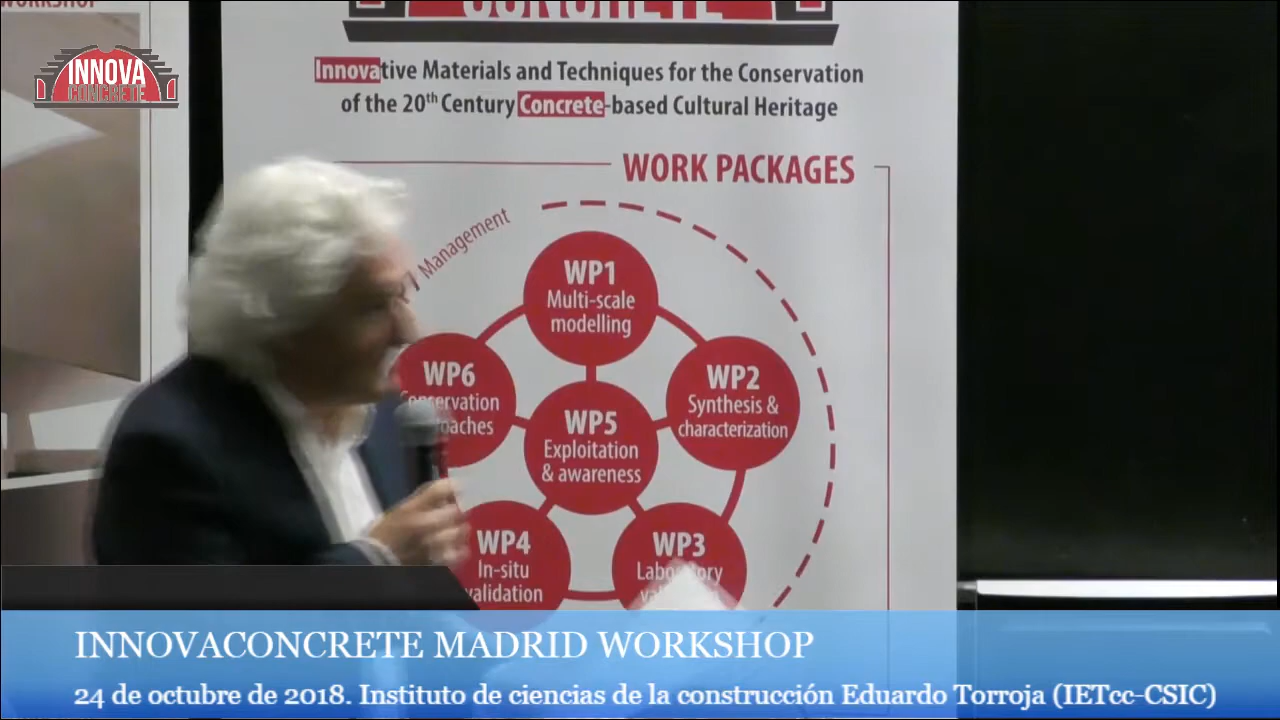 WORKSHOP
INNOVA
CONCRETE
CONCRETE
Innovative Materials and Techniques for the Conservation
of the 20th Century Concrete-based Cultural Heritage
WORK PACKAGES
Management
WP1
Multi-scale
modelling
WP6
WP2
Synthesis &
characterization
WP5
Exploitation
& awareness
WP4
In-situ
validation
WP3
INNOVACONCRETE MADRID WORKSHOP
24 de octubre de 2018. Instituto de ciencias de la construcción Eduardo Torroja (IETcc-CSIC)